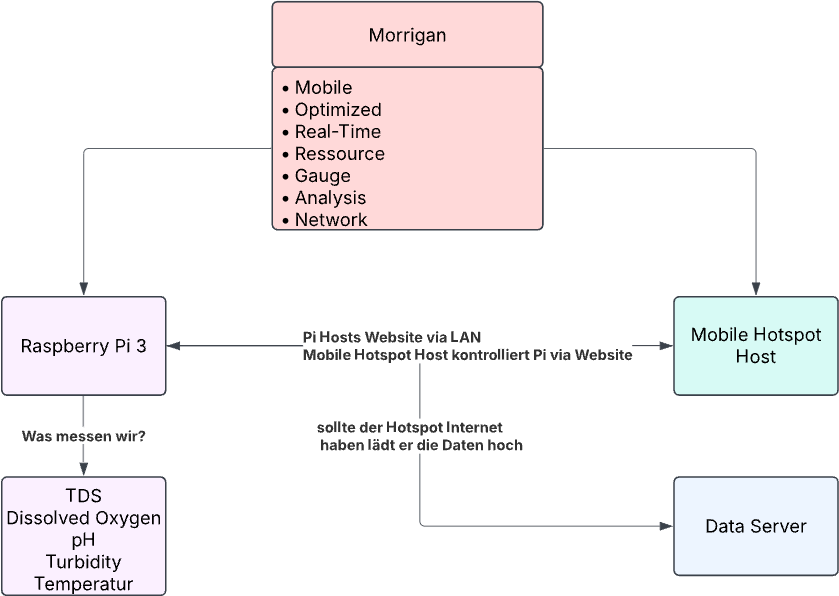 Morrigan
• Mobile
• Optimized
• Real-Time
• Ressource
• Gauge
• Analysis
• Network
Raspberry Pi 3
Pi Hosts Website via LAN
Mobile Hotspot Host kontrolliert Pi via Website
Mobile Hotspot
Host
Was messen wir?
sollte der Hotspot Internet
haben lädt er die Daten hoch
TDS
Dissolved Oxygen
pH
Turbidity
Temperatur
Data Server